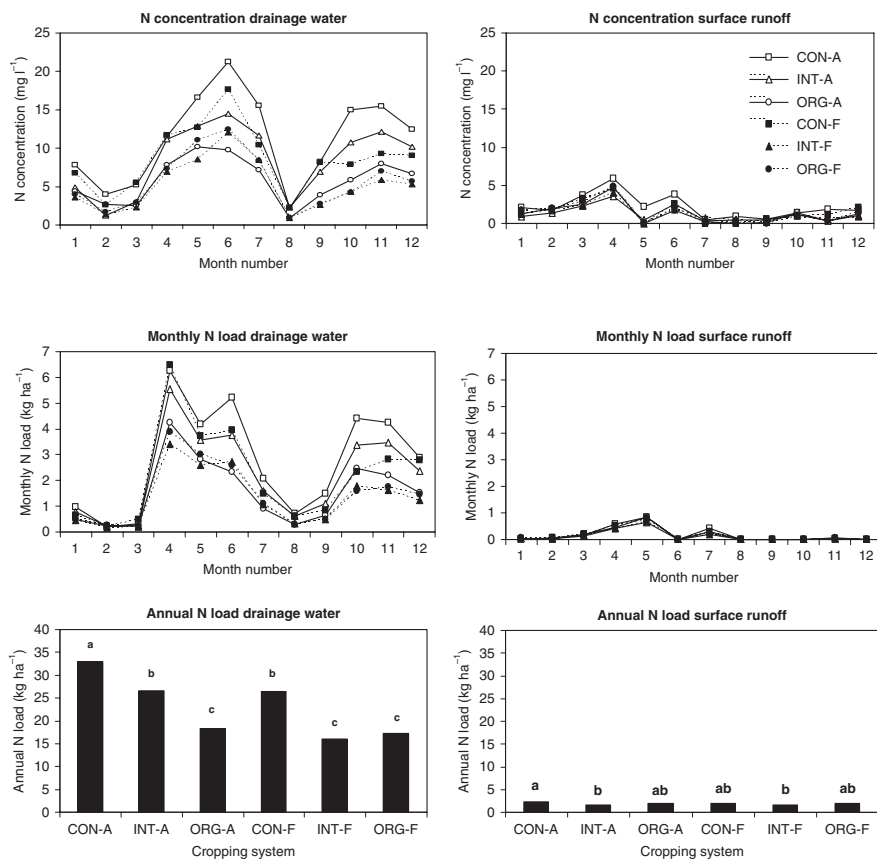 N concentration drainage water
N concentration (mg l⁻¹)
25
20
15
10
5
0
1 2 3 4 5 6 7 8 9 10 11 12
Month number
N concentration surface runoff
N concentration (mg l⁻¹)
25
20
15
10
5
0
CON-A
INT-A
ORG-A
CON-F
INT-F
ORG-F
1 2 3 4 5 6 7 8 9 10 11 12
Month number
Monthly N load drainage water
Monthly N load (kg ha⁻¹)
7
6
5
4
3
2
1
0
1 2 3 4 5 6 7 8 9 10 11 12
Month number
Monthly N load surface runoff
Monthly N load (kg ha⁻¹)
7
6
5
4
3
2
1
0
1 2 3 4 5 6 7 8 9 10 11 12
Month number
Annual N load drainage water
Annual N load (kg ha⁻¹)
40
35
30
25
20
15
10
5
0
a b c b c c
CON-A INT-A ORG-A CON-F INT-F ORG-F
Cropping system
Annual N load surface runoff
Annual N load (kg ha⁻¹)
40
35
30
25
20
15
10
5
0
a b ab ab b ab
CON-A INT-A ORG-A CON-F INT-F ORG-F
Cropping system